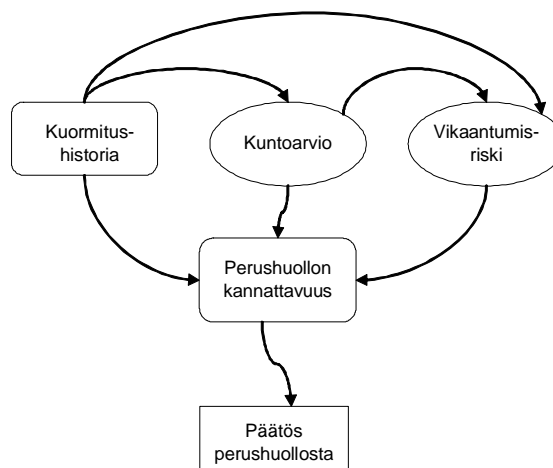 Kuormitus-
historia
Kuntoarvio
Vikaantumis-
riski
Perushuollon
kannattavuus
Päätös
perushuollosta